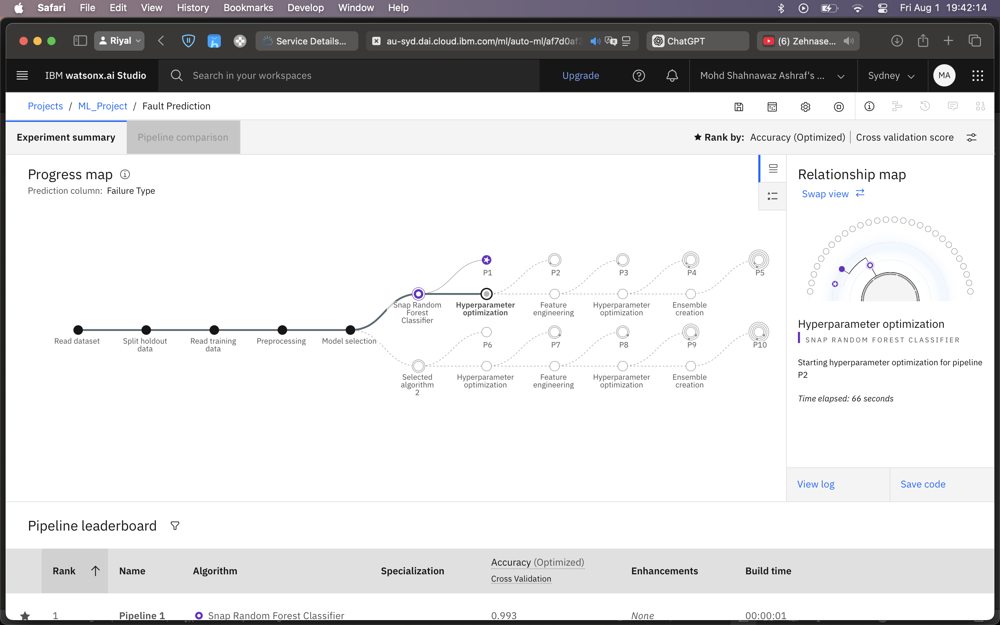 Safari File Edit View History Bookmarks Develop Window Help Fri Aug 1 19:42:14
Riyal Service Details... au-syd.dai.cloud.ibm.com/ml/auto-ml/af7d0af3 ChatGPT (6) Zehnase...
IBM watsonx.ai Studio Search in your workspaces Upgrade Mohd Shahnawaz Ashraf's ... Sydney MA
Projects / ML_Project / Fault Prediction
Experiment summary Pipeline comparison ★ Rank by: Accuracy (Optimized) | Cross validation score
Progress map
Prediction column: Failure Type
P1 P2 P3 P4 P5
Snap Random Forest Classifier
Hyperparameter optimization
Feature engineering
Hyperparameter optimization
Ensemble creation
Read dataset
Split holdout data
Read training data
Preprocessing
Model selection
P6 P7 P8 P9 P10
Selected algorithm 2
Hyperparameter optimization
Feature engineering
Hyperparameter optimization
Ensemble creation
Relationship map
Swap view
Hyperparameter optimization
SNAP RANDOM FOREST CLASSIFIER
Starting hyperparameter optimization for pipeline
P2
Time elapsed: 66 seconds
View log Save code
Pipeline leaderboard
Rank Name Algorithm Specialization Accuracy (Optimized) Enhancements Build time
Cross Validation
1 Pipeline 1 Snap Random Forest Classifier 0.993 None 00:00:01